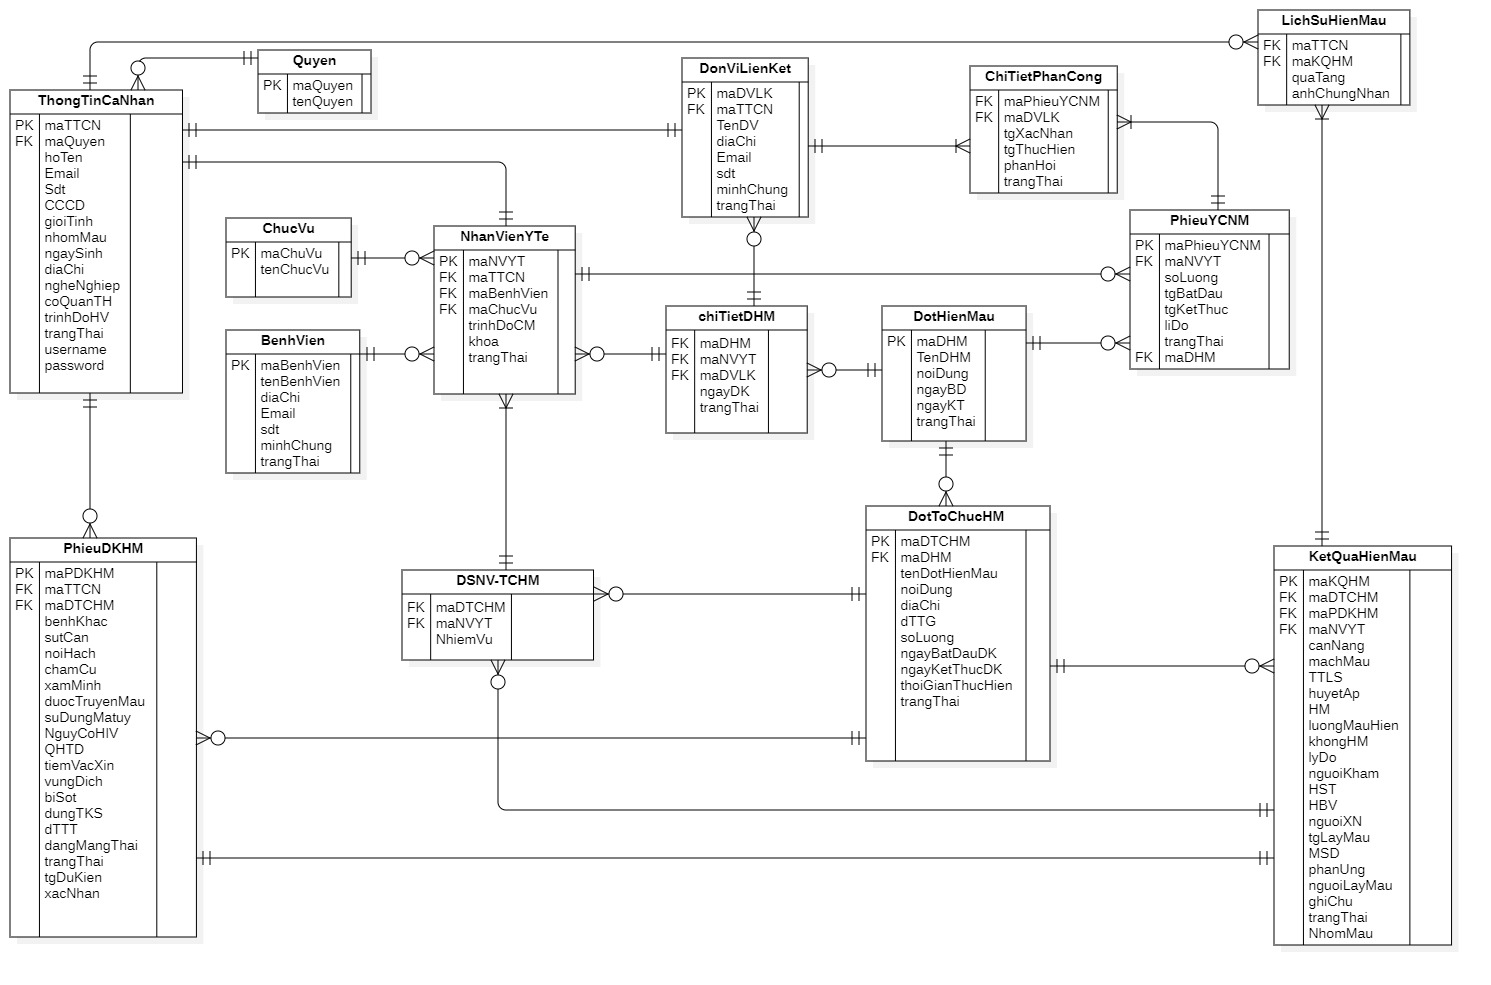 LichSuHienMau
FK maTTCN
FK maKQHM
quaTang
anhChungNhan
Quyen
PK maQuyen
tenQuyen
DonViLienKet
PK maDVLK
FK maTTCN
TenDV
diaChi
Email
sdt
minhChung
trangThai
ChiTietPhanCong
FK maPhieuYCNM
FK maDVLK
tgXacNhan
tgThucHien
phanHoi
trangThai
ThongTinCaNhan
PK maTTCN
FK maQuyen
hoTen
Email
Sdt
CCCD
gioiTinh
nhomMau
ngaySinh
diaChi
ngheNghiep
coQuanTH
trinhDoHV
trangThai
username
password
ChucVu
PK maChuVu
tenChucVu
NhanVienYTe
PK maNVYT
FK maTTCN
FK maBenhVien
FK maChucVu
trinhDoCM
khoa
trangThai
PhieuYCNM
PK maPhieuYCNM
FK maNVYT
soLuong
tgBatDau
tgKetThuc
liDo
trangThai
FK maDHM
BenhVien
PK maBenhVien
tenBenhVien
diaChi
Email
sdt
minhChung
trangThai
chiTietDHM
FK maDHM
FK maNVYT
FK maDVLK
ngayDK
trangThai
DotHienMau
PK maDHM
TenDHM
noiDung
ngayBD
ngayKT
trangThai
DotToChucHM
PK maDTCHM
FK maDHM
tenDotHienMau
noiDung
diaChi
dTTG
soLuong
ngayBatDauDK
ngayKetThucDK
thoiGianThucHien
trangThai
PhieuDKHM
PK maPDKHM
FK maTTCN
FK maDTCHM
benhKhac
sutCan
noiHach
chamCu
xamMinh
duocTruyenMau
suDungMatuy
NguyCoHIV
QHTD
tiemVacXin
vungDich
biSot
dungTKS
dTTT
dangMangThai
trangThai
tgDuKien
xacNhan
DSNV-TCHM
FK maDTCHM
FK maNVYT
NhiemVu
KetQuaHienMau
PK maKQHM
FK maDTCHM
FK maPDKHM
FK maNVYT
canNang
machMau
TTLS
huyetAp
HM
luongMauHien
khongHM
lyDo
nguoiKham
HST
HBV
nguoiXN
tgLayMau
MSD
phanUng
nguoiLayMau
ghiChu
trangThai
NhomMau